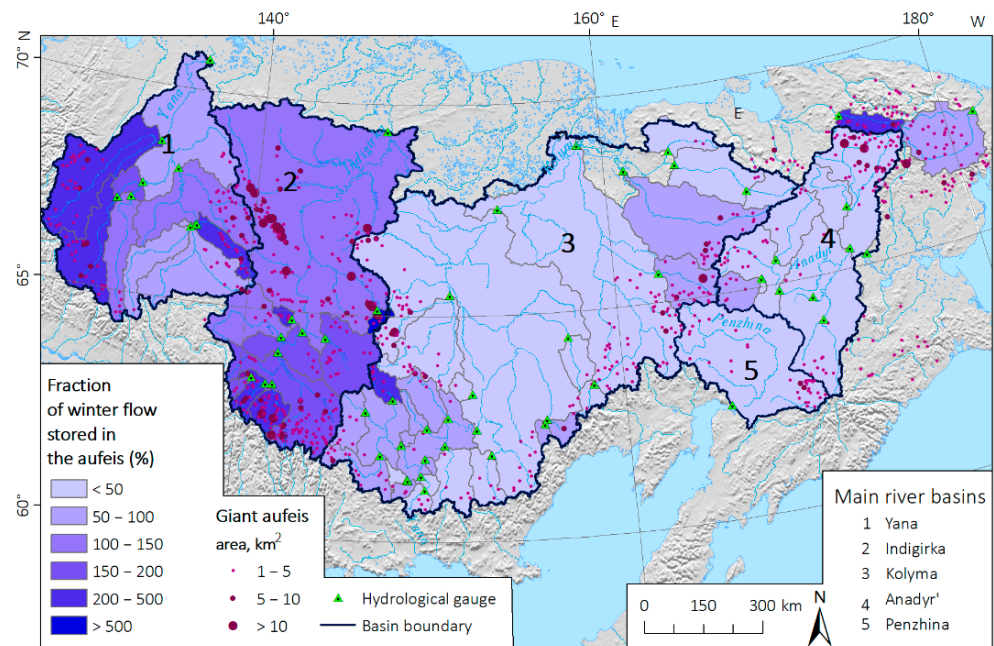 140°
160° E
180° W
70° N
65°
60°
E
Yana
1
2
3
4
Anadyr'
Penzhina
5
Fraction
of winter flow
stored in
the aufeis (%)
< 50
50 – 100
100 – 150
150 – 200
200 – 500
> 500
Giant aufeis
area, km2
1 – 5
5 – 10
> 10
Hydrological gauge
Basin boundary
0 150 300 km
N
Main river basins
1 Yana
2 Indigirka
3 Kolyma
4 Anadyr'
5 Penzhina